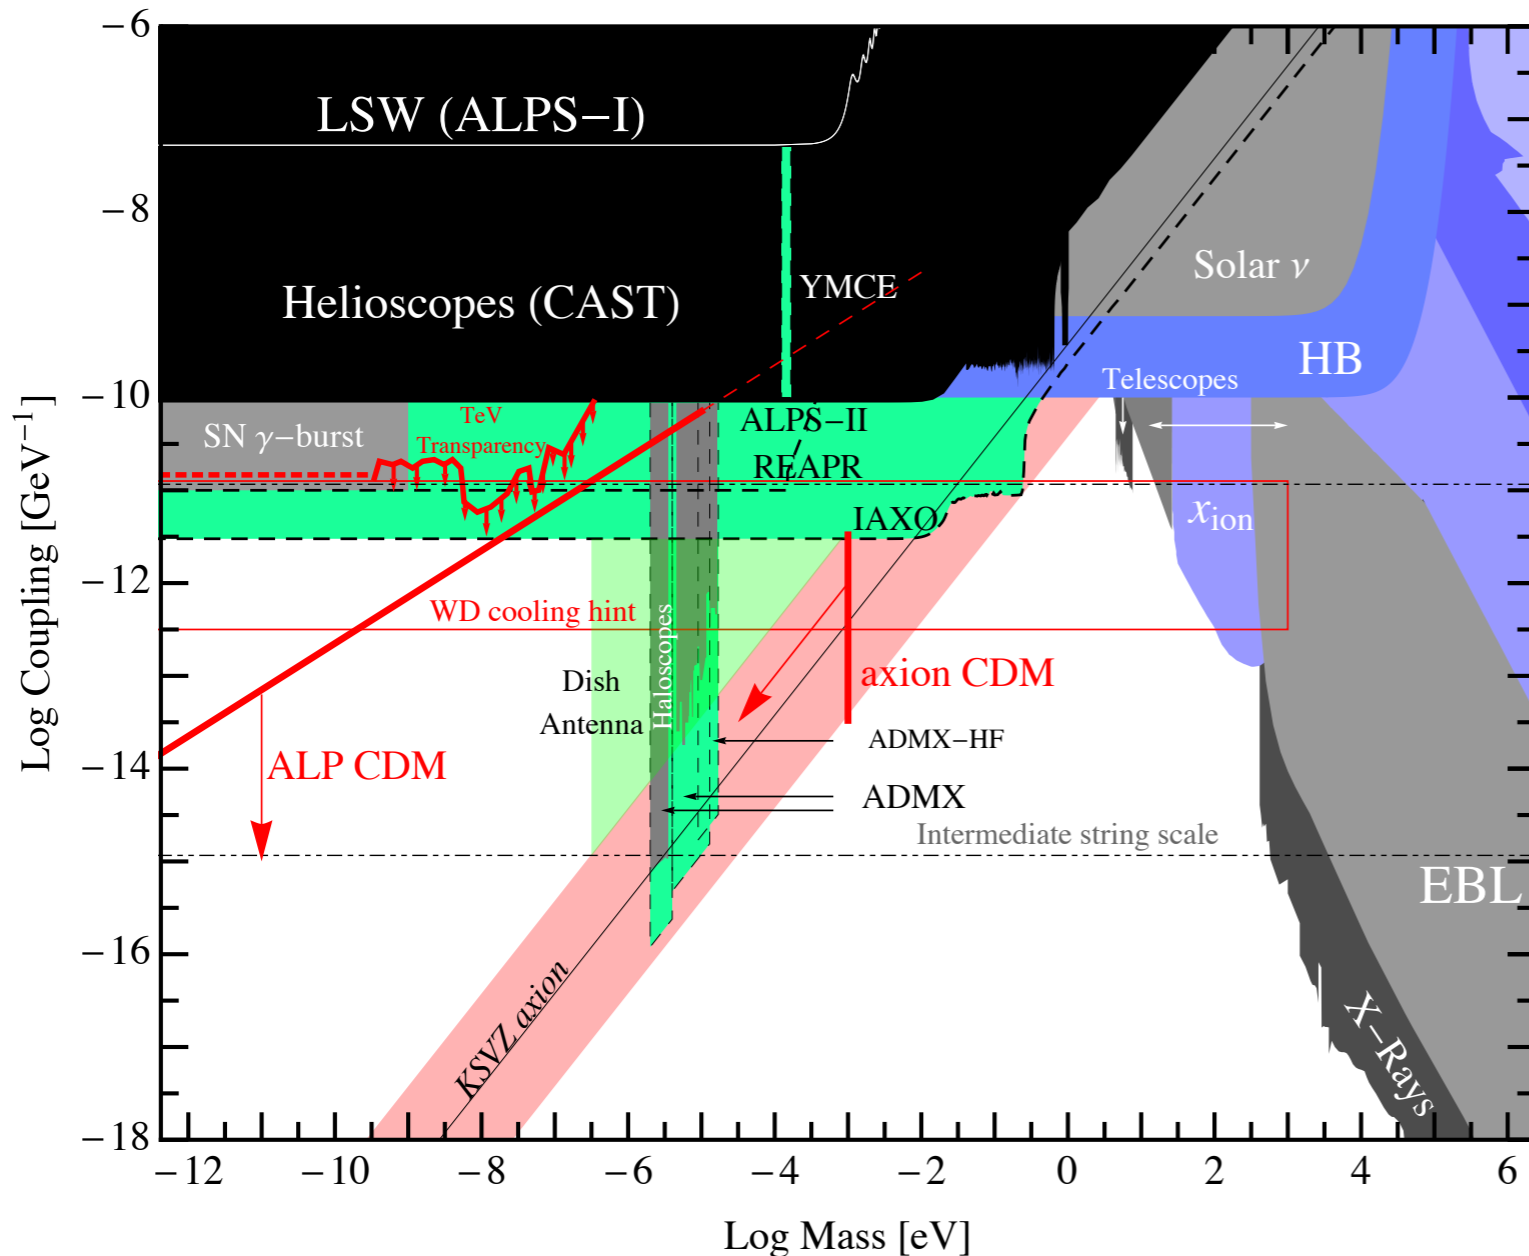 −6
LSW (ALPS−I)
−8
Solar ν
Helioscopes (CAST)
YMCE
HB
Telescopes
−10
TeV
Transparency
SN γ−burst
ALPS−II
REAPR
IAXO
x ion
−12
WD cooling hint
Haloscopes
Dish
Antenna
axion CDM
ADMX−HF
−14
ALP CDM
ADMX
Intermediate string scale
EBL
−16
KSVZ axion
X−Rays
−18
−12 −10 −8 −6 −4 −2 0 2 4 6
Log Mass [eV]
Log Coupling [GeV−1]